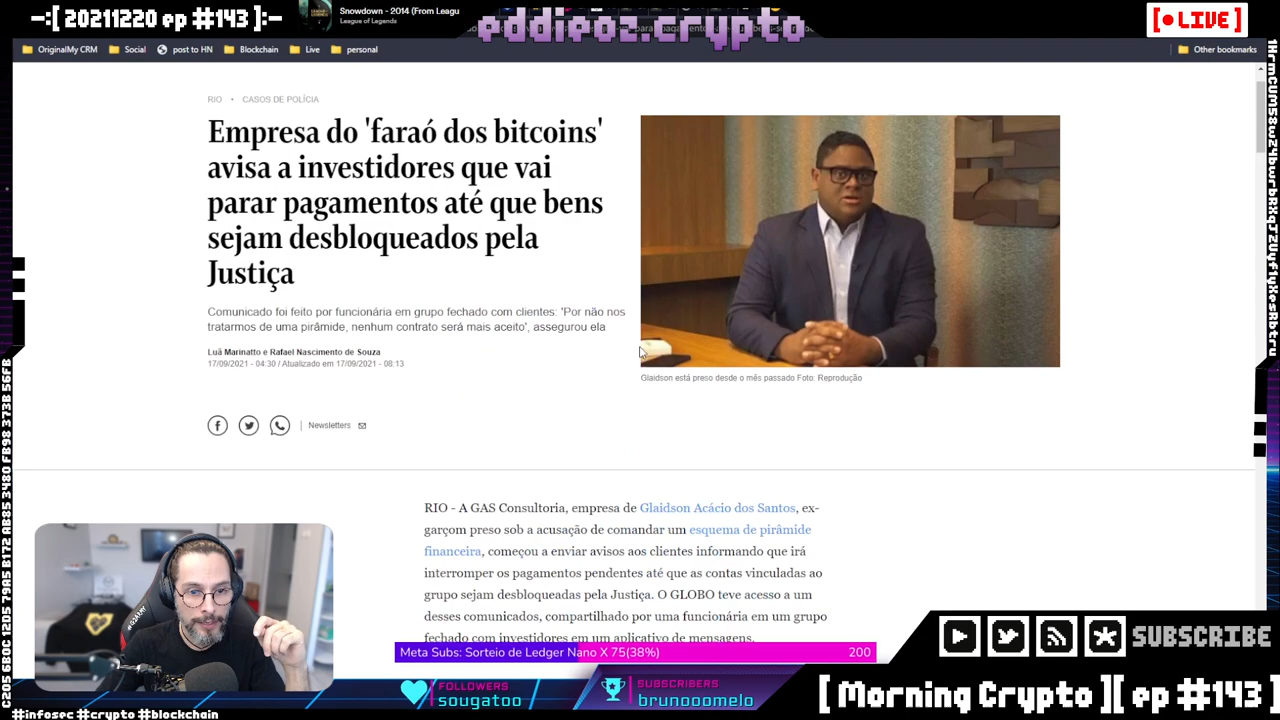 -:[ 20211220 ep #143 ]:-
Snowdown - 2014 (From Leagu
League of Legends
eddieoz.crypto
[ • LIVE ]
OriginalMy CRM
Social
post to HN
Blockchain
Live
personal
Other bookmarks
RIO • CASOS DE POLÍCIA
Empresa do 'faraó dos bitcoins'
avisa a investidores que vai
parar pagamentos até que bens
sejam desbloqueados pela
Justiça
Comunicado foi feito por funcionária em grupo fechado com clientes: 'Por não nos
tratarmos de uma pirâmide, nenhum contrato será mais aceito', assegurou ela
Luã Marinatto e Rafael Nascimento de Souza
17/09/2021 - 04:30 / Atualizado em 17/09/2021 - 08:13
Glaidson está preso desde o mês passado Foto: Reprodução
Newsletters
RIO - A GAS Consultoria, empresa de Glaidson Acácio dos Santos, ex-
garçom preso sob a acusação de comandar um esquema de pirâmide
financeira, começou a enviar avisos aos clientes informando que irá
interromper os pagamentos pendentes até que as contas vinculadas ao
grupo sejam desbloqueadas pela Justiça. O GLOBO teve acesso a um
desses comunicados, compartilhado por uma funcionária em um grupo
fechado com investidores em um aplicativo de mensagens.
Meta Subs: Sorteio de Ledger Nano X 75(38%)
200
SUBSCRIBE
FOLLOWERS
sougatoo
SUBSCRIBERS
brunooomelo
[ Morning Crypto ][ ep #143 ]
#infosec #crypto #blockchain